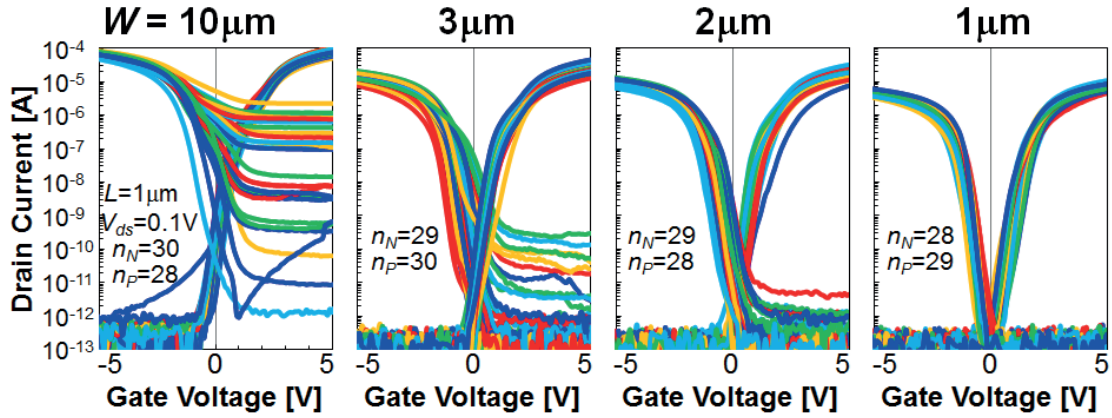 W = 10μm
3μm
2μm
1μm
Drain Current [A]
10⁻⁴
10⁻⁵
10⁻⁶
10⁻⁷
10⁻⁸
10⁻⁹
10⁻¹⁰
10⁻¹¹
10⁻¹²
10⁻¹³
L=1μm
V_ds=0.1V
n_N=30
n_P=28
n_N=29
n_P=30
n_N=29
n_P=28
n_N=28
n_P=29
-5 0 5
-5 0 5
-5 0 5
-5 0 5
Gate Voltage [V]
Gate Voltage [V]
Gate Voltage [V]
Gate Voltage [V]